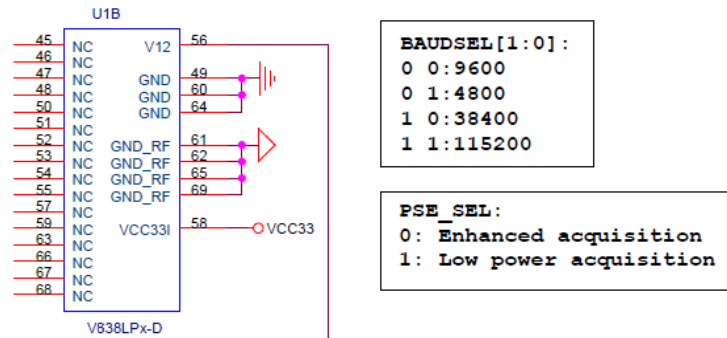 U1B
45 NC
46 NC
47 NC
48 NC
50 NC
51 NC
52 NC
53 NC
54 NC
55 NC
57 NC
59 NC
63 NC
66 NC
67 NC
68 NC
V12 56
GND 49
GND 60
GND 64
GND_RF 61
GND_RF 62
GND_RF 65
GND_RF 69
VCC33I 58 VCC33
V838LPx-D
BAUDSEL[1:0]:
0 0:9600
0 1:4800
1 0:38400
1 1:115200
PSE_SEL:
0: Enhanced acquisition
1: Low power acquisition